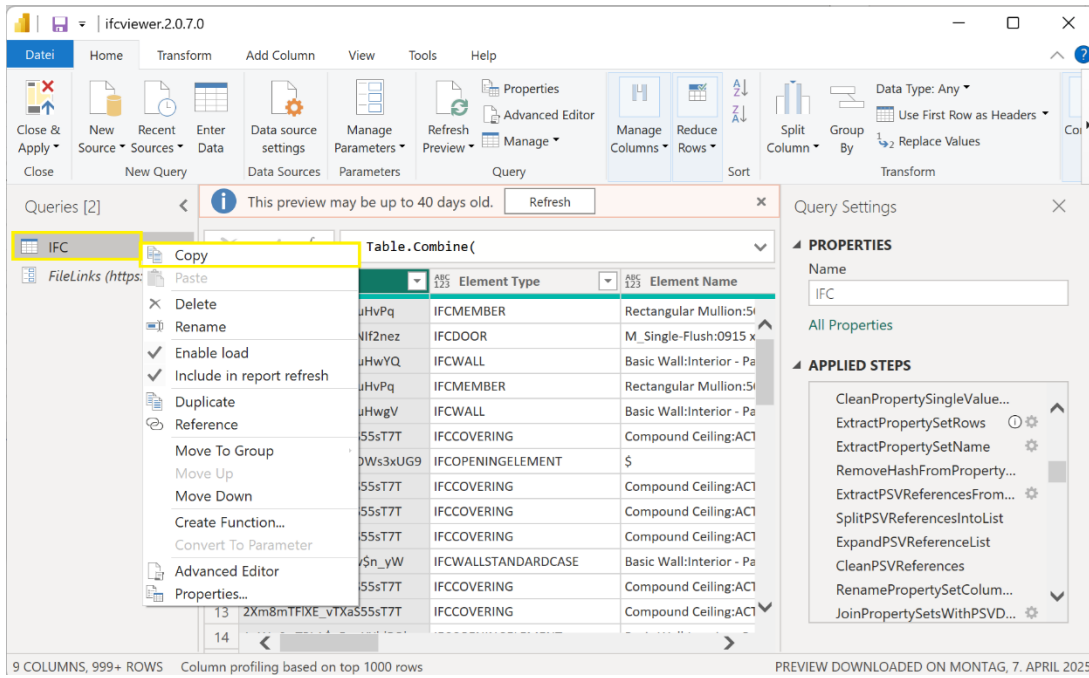 ifcviewer.2.0.7.0
Datei Home Transform Add Column View Tools Help
Close & Apply
New Source
Recent Sources
Enter Data
Data source settings
Manage Parameters
Refresh Preview
Properties
Advanced Editor
Manage
Manage Columns
Reduce Rows
Split Column
Group By
Data Type: Any
Use First Row as Headers
Replace Values
Close New Query Data Sources Parameters Query Sort Transform
Queries [2]
This preview may be up to 40 days old. Refresh
Query Settings
IFC
FileLinks (https:
Copy
Paste
Delete
Rename
Enable load
Include in report refresh
Duplicate
Reference
Move To Group
Move Up
Move Down
Create Function...
Convert To Parameter
Advanced Editor
Properties...
Table.Combine(
ABC 123 Element Type ABC 123 Element Name
uHvPq IFCMEMBER Rectangular Mullion:5
IFCDOOR M_Single-Flush:0915 x
uHwYQ IFCWALL Basic Wall:Interior - Pa
uHvPq IFCMEMBER Rectangular Mullion:5
uHwgV IFCWALL Basic Wall:Interior - Pa
S55sT7T IFCCOVERING Compound Ceiling:ACT
DWs3xUG9 IFCOPENINGELEMENT $
S55sT7T IFCCOVERING Compound Ceiling:ACT
S55sT7T IFCCOVERING Compound Ceiling:ACT
S55sT7T IFCCOVERING Compound Ceiling:ACT
$n_yW IFCWALLSTANDARDCASE Basic Wall:Interior - Pa
S55sT7T IFCCOVERING Compound Ceiling:ACT
13 2Xm8mTFIXE_vTXaS55sT7T IFCCOVERING Compound Ceiling:ACT
14
PROPERTIES
Name
IFC
All Properties
APPLIED STEPS
CleanPropertySingleValue...
ExtractPropertySetRows
ExtractPropertySetName
RemoveHashFromProperty...
ExtractPSVReferencesFrom...
SplitPSVReferencesIntoList
ExpandPSVReferenceList
CleanPSVReferences
RenamePropertySetColum...
JoinPropertySetsWithPSVD...
9 COLUMNS, 999+ ROWS Column profiling based on top 1000 rows PREVIEW DOWNLOADED ON MONTAG, 7. APRIL 2025